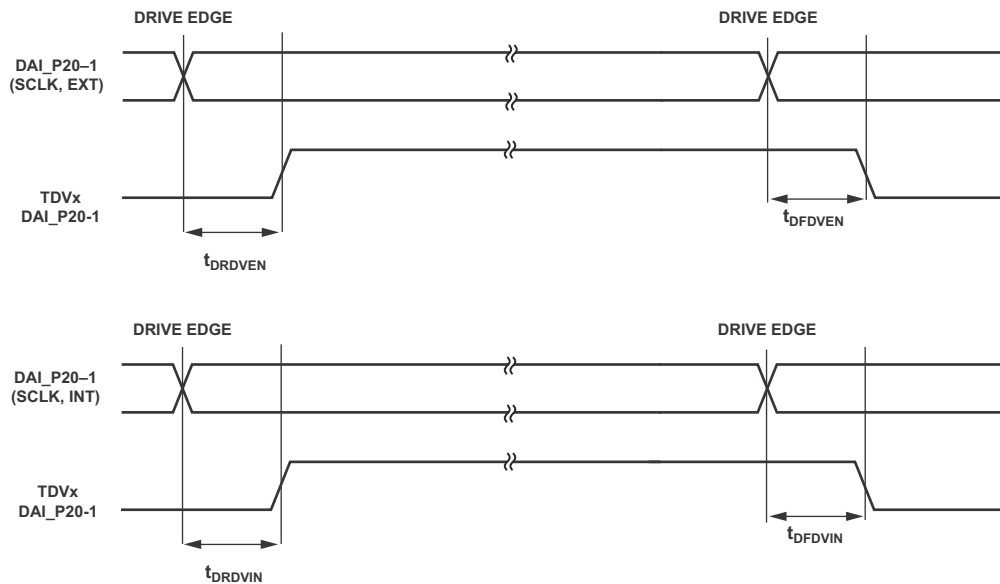 DRIVE EDGE DRIVE EDGE
DAI_P20–1
(SCLK, EXT)
TDVx
DAI_P20-1
tDFDVEN
tDRDVEN
DRIVE EDGE DRIVE EDGE
DAI_P20–1
(SCLK, INT)
TDVx
DAI_P20-1
tDFDVIN
tDRDVIN